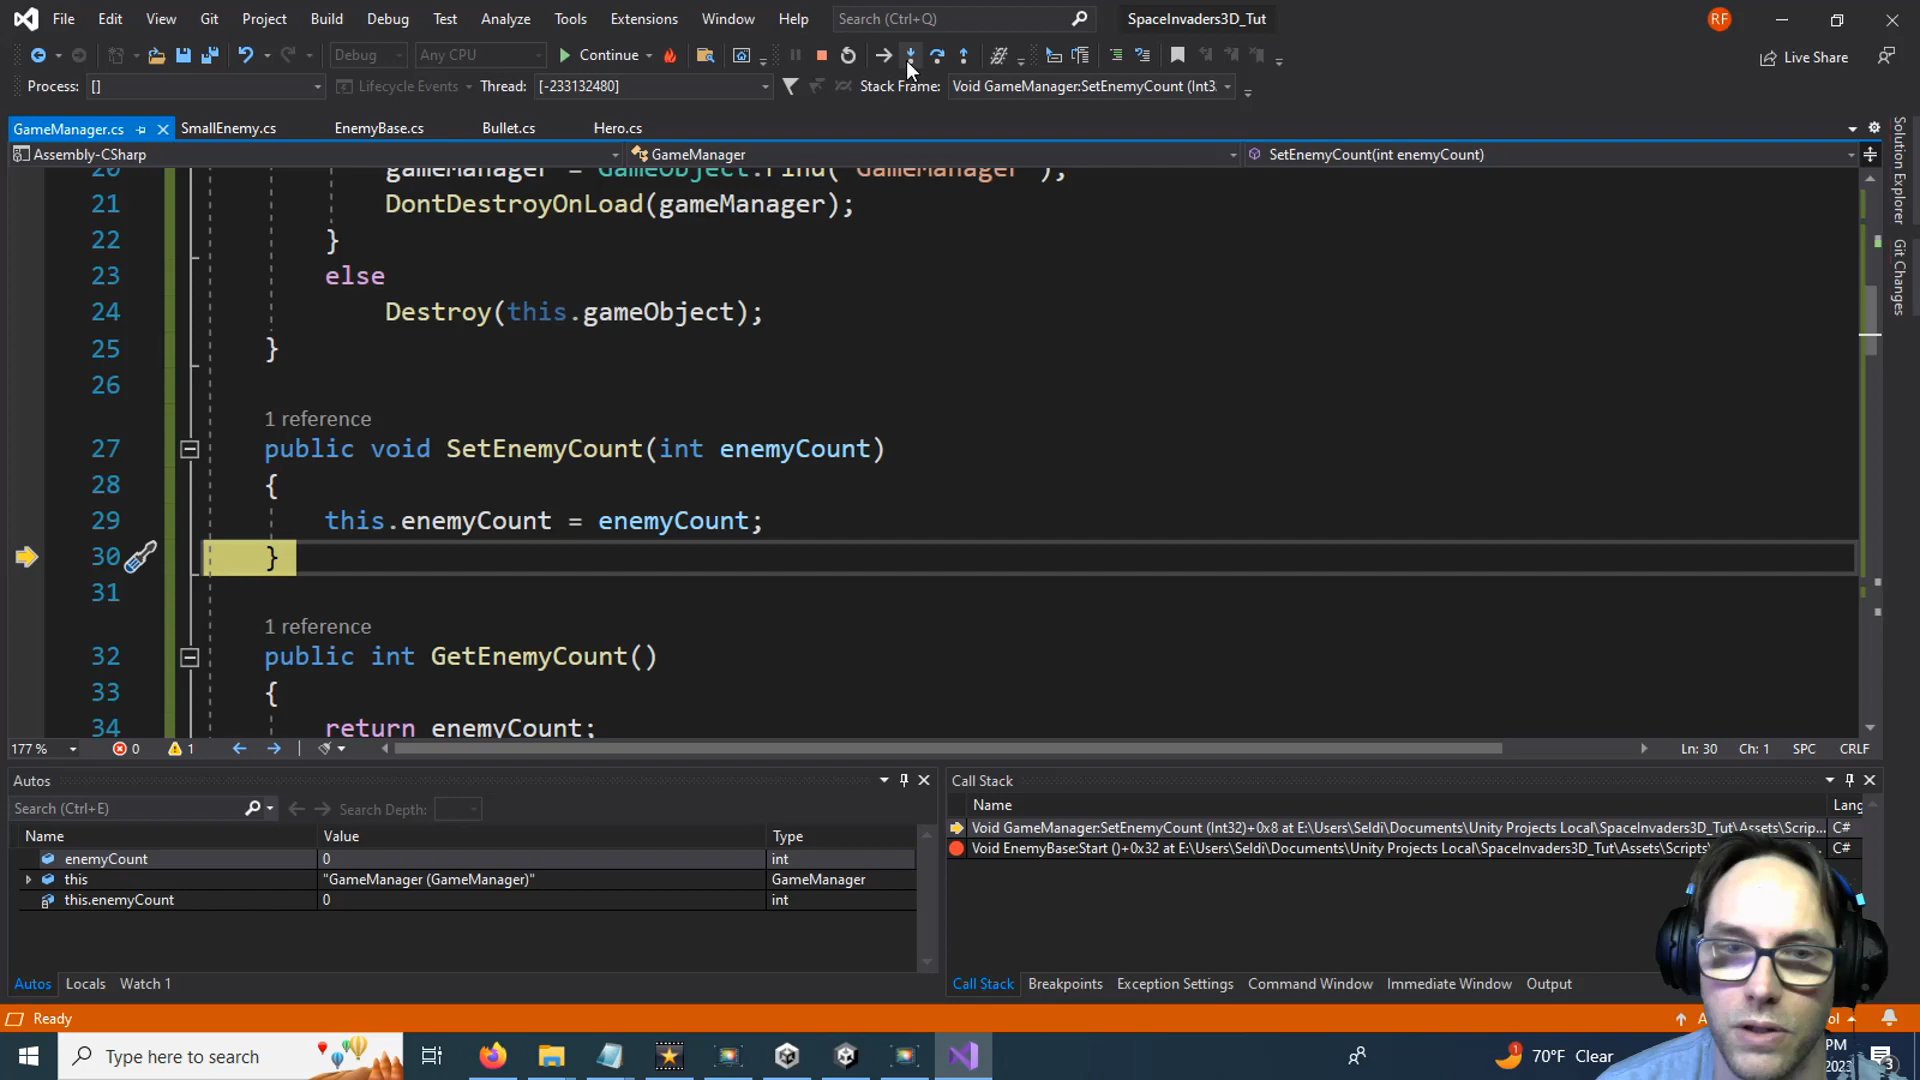 File Edit View Git Project Build Debug Test Analyze Tools Extensions Window Help Search (Ctrl+Q) SpaceInvaders3D_Tut RF
Debug Any CPU Continue Live Share
Process: [] Lifecycle Events Thread: [-233132480] Stack Frame: Void GameManager:SetEnemyCount (Int3
GameManager.cs SmallEnemy.cs EnemyBase.cs Bullet.cs Hero.cs
Assembly-CSharp GameManager SetEnemyCount(int enemyCount)
20 gameManager = GameObject.Find("GameManager");
21 DontDestroyOnLoad(gameManager);
22 }
23 else
24 Destroy(this.gameObject);
25 }
26
1 reference
27 public void SetEnemyCount(int enemyCount)
28 {
29 this.enemyCount = enemyCount;
30 }
31
1 reference
32 public int GetEnemyCount()
33 {
34 return enemyCount;
Solution Explorer
Git Changes
177 % 0 1 Ln: 30 Ch: 1 SPC CRLF
Autos
Search (Ctrl+E) Search Depth:
Name Value Type
enemyCount 0 int
this "GameManager (GameManager)" GameManager
this.enemyCount 0 int
Autos Locals Watch 1
Call Stack
Name Lang
Void GameManager:SetEnemyCount (Int32)+0x8 at E:\Users\Seldi\Documents\Unity Projects Local\SpaceInvaders3D_Tut\Assets\Scrip... C#
Void EnemyBase:Start ()+0x32 at E:\Users\Seldi\Documents\Unity Projects Local\SpaceInvaders3D_Tut\Assets\Scripts C#
Call Stack Breakpoints Exception Settings Command Window Immediate Window Output
Ready
Type here to search 1 70°F Clear PM
2023 3